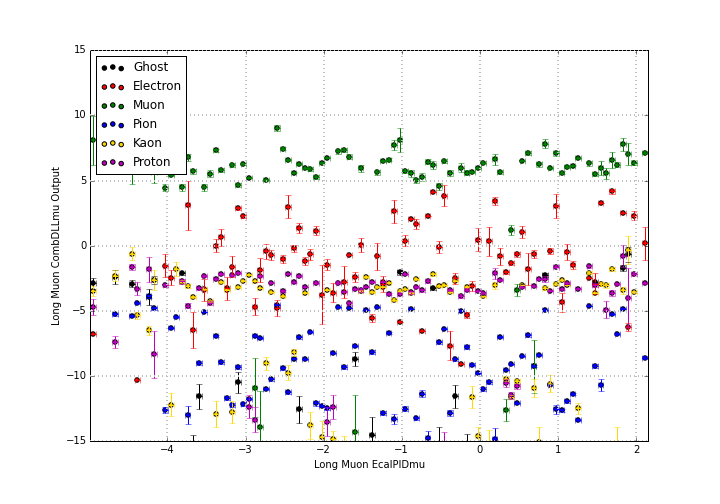 15
10
5
0
−5
−10
−15
Long Muon CombDLLmu Output
Ghost
Electron
Muon
Pion
Kaon
Proton
−4 −3 −2 −1 0 1 2
Long Muon EcalPIDmu